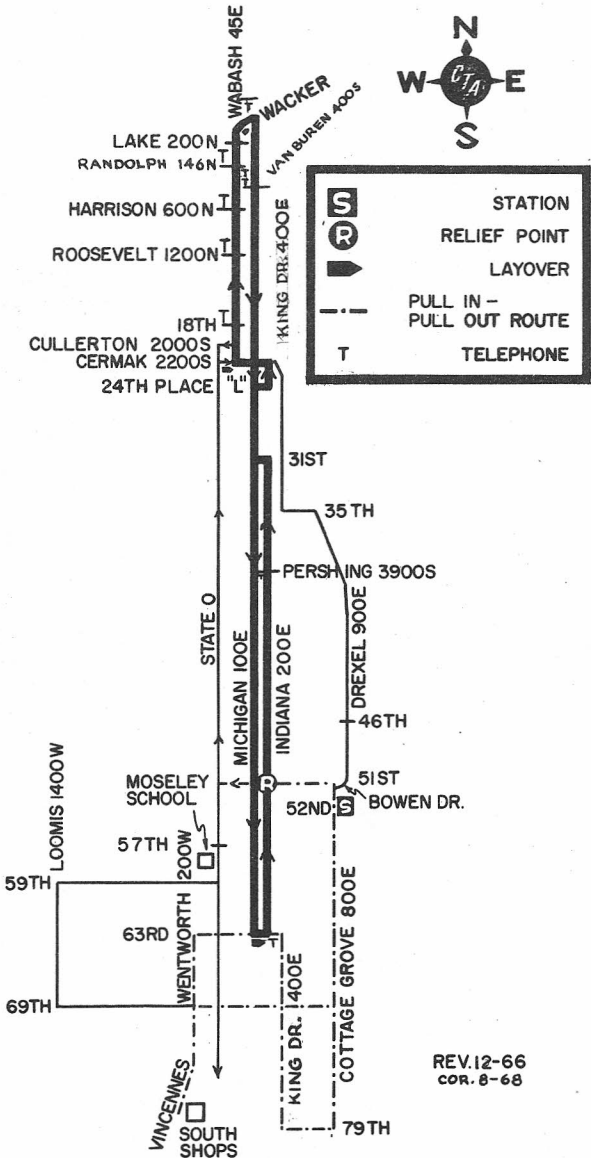 N
W CTA E
S
WABASH 45E
T
WACKER
VAN BUREN 400S
LAKE 200N
RANDOLPH 146N
T
T
T
HARRISON 600N
T
ROOSEVELT 1200N
T
KING DR. 400E
18TH
T
CULLERTON 2000S
CERMAK 2200S
24TH PLACE
"L"
S STATION
R RELIEF POINT
LAYOVER
PULL IN -
PULL OUT ROUTE
T TELEPHONE
31ST
35TH
PERSHING 3900S
STATE 0
MICHIGAN 100E
INDIANA 200E
DREXEL 900E
46TH
51ST
BOWEN DR.
R
52ND
S
MOSELEY
SCHOOL
LOOMIS 1400W
57TH
WENTWORTH 200W
59TH
63RD
T
COTTAGE GROVE 800E
KING DR. 400E
69TH
VINCENNES
SOUTH
SHOPS
79TH
REV.12-66
COR. 8-68